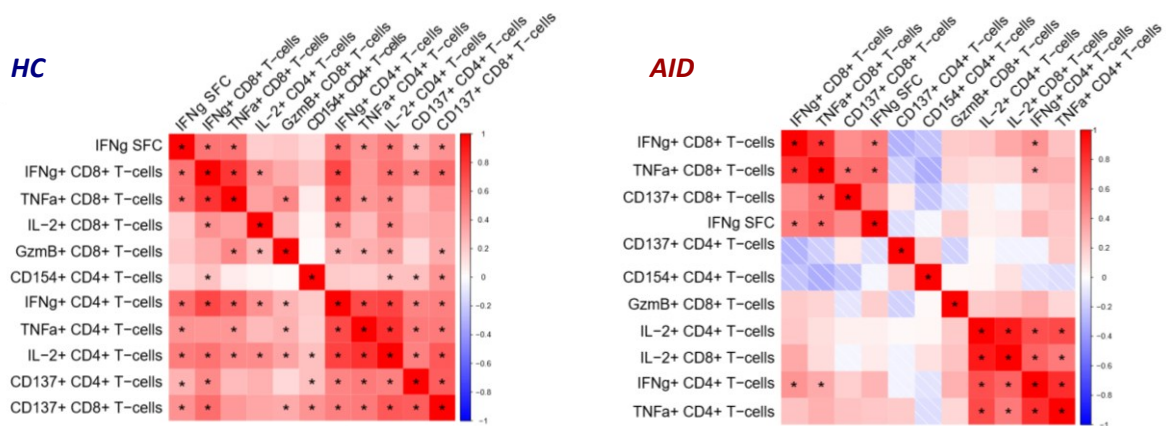 HC
IFNg SFC
IFNg+ CD8+ T−cells
TNFa+ CD8+ T−cells
IL−2+ CD4+ T−cells
GzmB+ CD8+ T−cells
CD154+ CD4+ T−cells
IFNg+ CD4+ T−cells
TNFa+ CD4+ T−cells
IL−2+ CD4+ T−cells
CD137+ CD4+ T−cells
CD137+ CD8+ T−cells
IFNg SFC
IFNg+ CD8+ T−cells
TNFa+ CD8+ T−cells
IL−2+ CD8+ T−cells
GzmB+ CD8+ T−cells
CD154+ CD4+ T−cells
IFNg+ CD4+ T−cells
TNFa+ CD4+ T−cells
IL−2+ CD4+ T−cells
CD137+ CD4+ T−cells
CD137+ CD8+ T−cells
1
0.8
0.6
0.4
0.2
0
−0.2
−0.4
−0.6
−0.8
−1
AID
IFNg+ CD8+ T−cells
TNFa+ CD8+ T−cells
CD137+ CD8+ T−cells
IFNg SFC
CD137+ CD4+ T−cells
CD154+ CD4+ T−cells
GzmB+ CD8+ T−cells
IL−2+ CD4+ T−cells
IL−2+ CD8+ T−cells
IFNg+ CD4+ T−cells
TNFa+ CD4+ T−cells
IFNg+ CD8+ T−cells
TNFa+ CD8+ T−cells
CD137+ CD8+ T−cells
IFNg SFC
CD137+ CD4+ T−cells
CD154+ CD4+ T−cells
GzmB+ CD8+ T−cells
IL−2+ CD4+ T−cells
IL−2+ CD8+ T−cells
IFNg+ CD4+ T−cells
TNFa+ CD4+ T−cells
1
0.8
0.6
0.4
0.2
0
−0.2
−0.4
−0.6
−0.8
−1